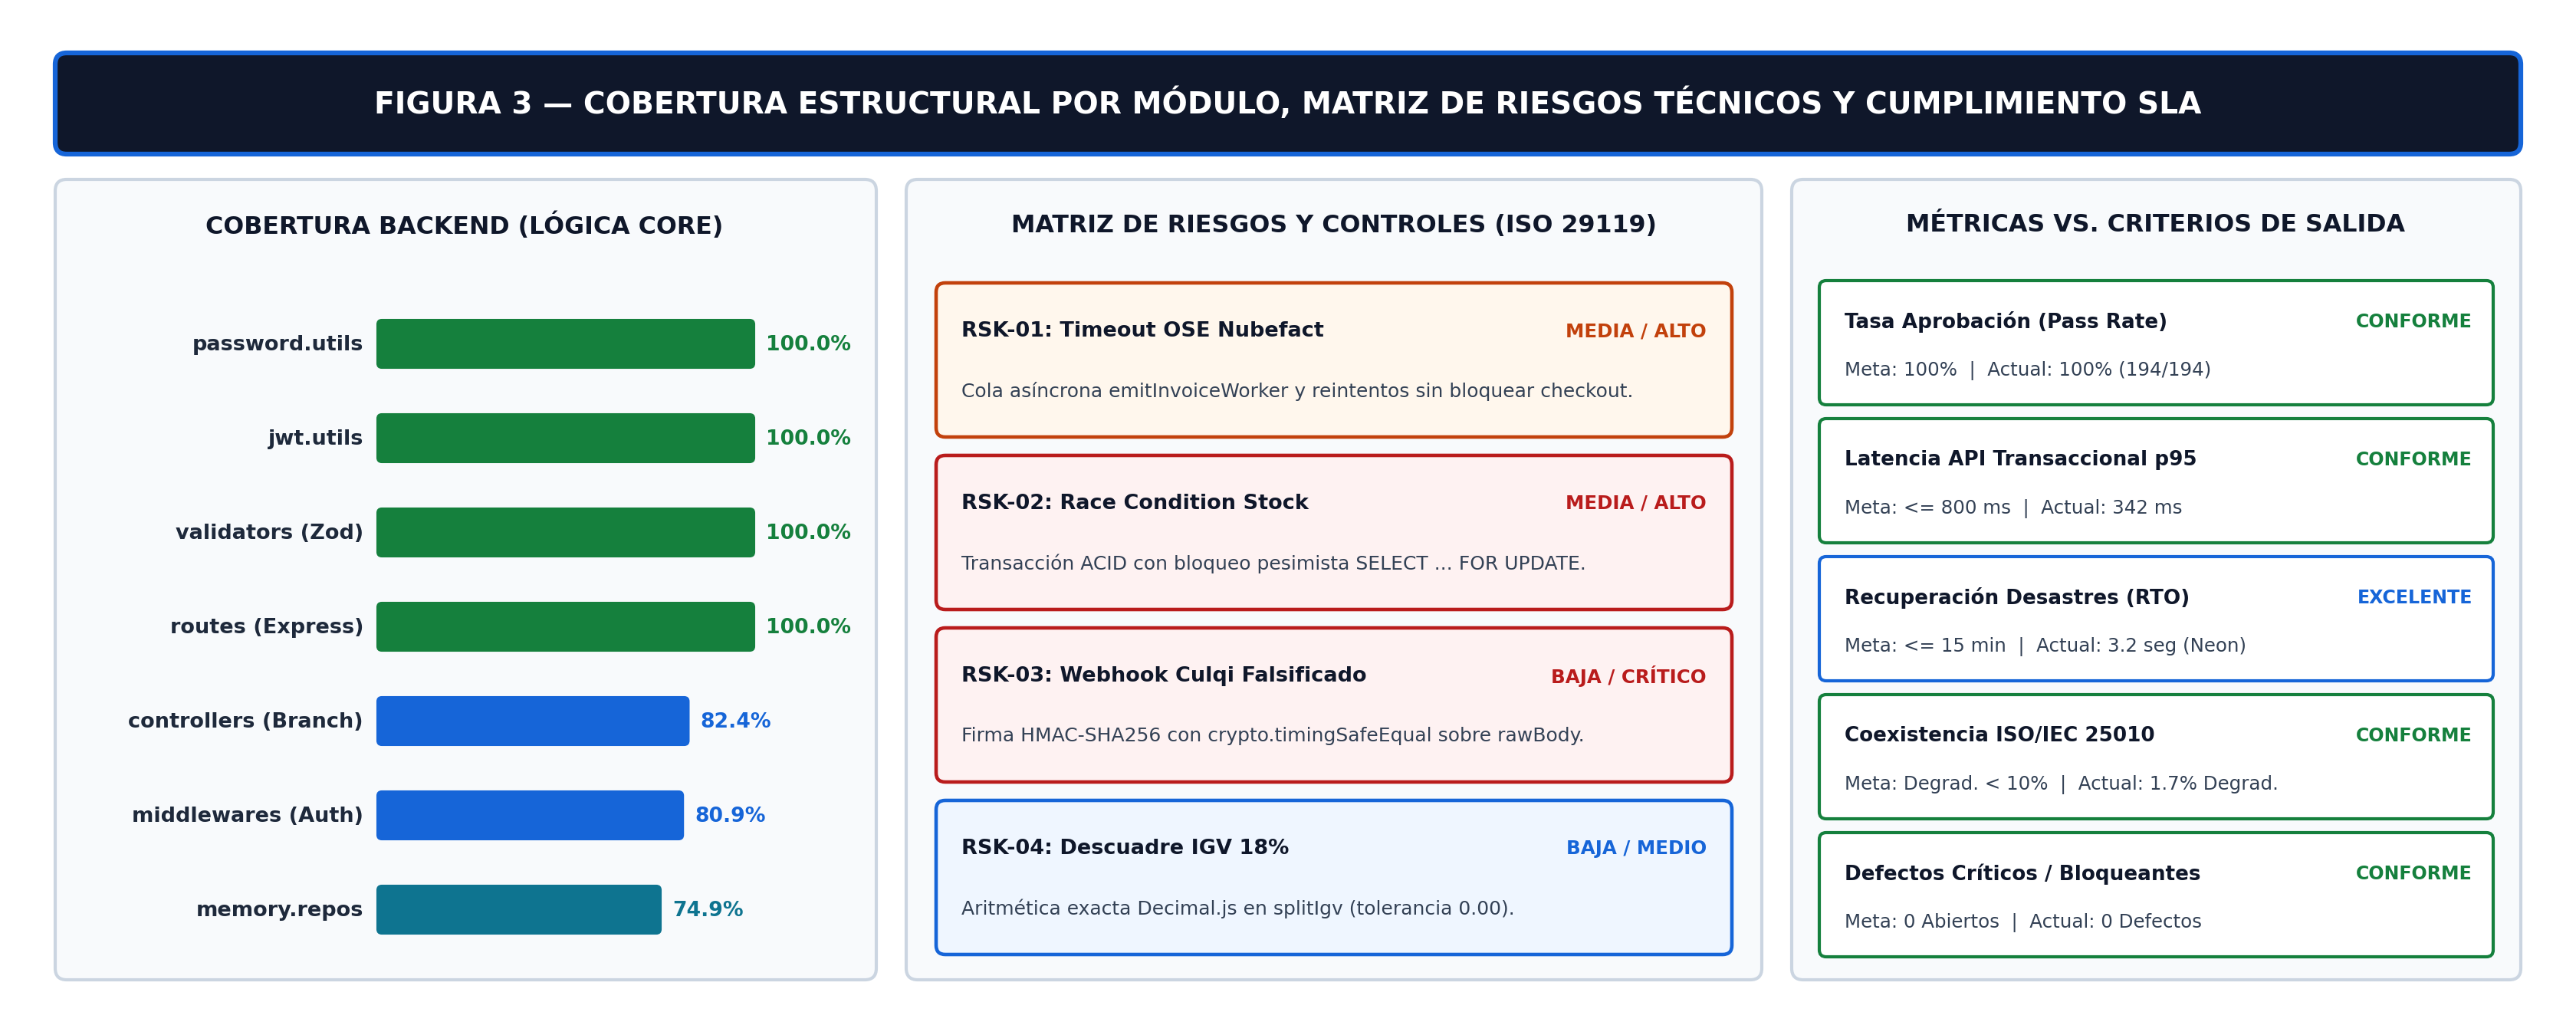 FIGURA 3 — COBERTURA ESTRUCTURAL POR MÓDULO, MATRIZ DE RIESGOS TÉCNICOS Y CUMPLIMIENTO SLA
COBERTURA BACKEND (LÓGICA CORE)
password.utils 100.0%
jwt.utils 100.0%
validators (Zod) 100.0%
routes (Express) 100.0%
controllers (Branch) 82.4%
middlewares (Auth) 80.9%
memory.repos 74.9%
MATRIZ DE RIESGOS Y CONTROLES (ISO 29119)
RSK-01: Timeout OSE Nubefact MEDIA / ALTO
Cola asíncrona emitInvoiceWorker y reintentos sin bloquear checkout.
RSK-02: Race Condition Stock MEDIA / ALTO
Transacción ACID con bloqueo pesimista SELECT ... FOR UPDATE.
RSK-03: Webhook Culqi Falsificado BAJA / CRÍTICO
Firma HMAC-SHA256 con crypto.timingSafeEqual sobre rawBody.
RSK-04: Descuadre IGV 18% BAJA / MEDIO
Aritmética exacta Decimal.js en splitIgv (tolerancia 0.00).
MÉTRICAS VS. CRITERIOS DE SALIDA
Tasa Aprobación (Pass Rate) CONFORME
Meta: 100% | Actual: 100% (194/194)
Latencia API Transaccional p95 CONFORME
Meta: <= 800 ms | Actual: 342 ms
Recuperación Desastres (RTO) EXCELENTE
Meta: <= 15 min | Actual: 3.2 seg (Neon)
Coexistencia ISO/IEC 25010 CONFORME
Meta: Degrad. < 10% | Actual: 1.7% Degrad.
Defectos Críticos / Bloqueantes CONFORME
Meta: 0 Abiertos | Actual: 0 Defectos